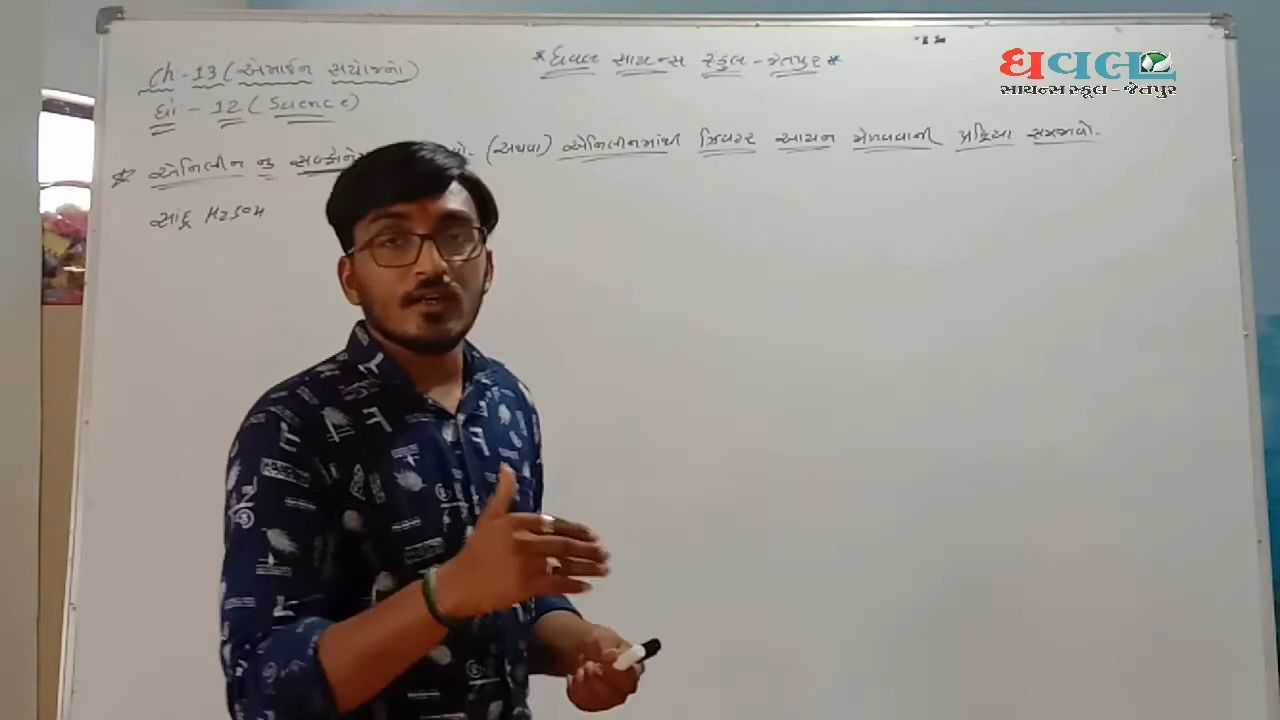 Ch - 13 (એમાઈન સંયોજનો)
* ધવલ સાયન્સ સ્કુલ - જેતપુર *
ધવલ
સાયન્સ સ્કુલ - જેતપુર
ધો - 12 (Science)
* એનિલીન નુ (અથવા) એનિલીનમાંથી ઝિવટર આયન મેળવવાની પ્રક્રિયા સમજાવો.
સાંદ્ર H2SO4